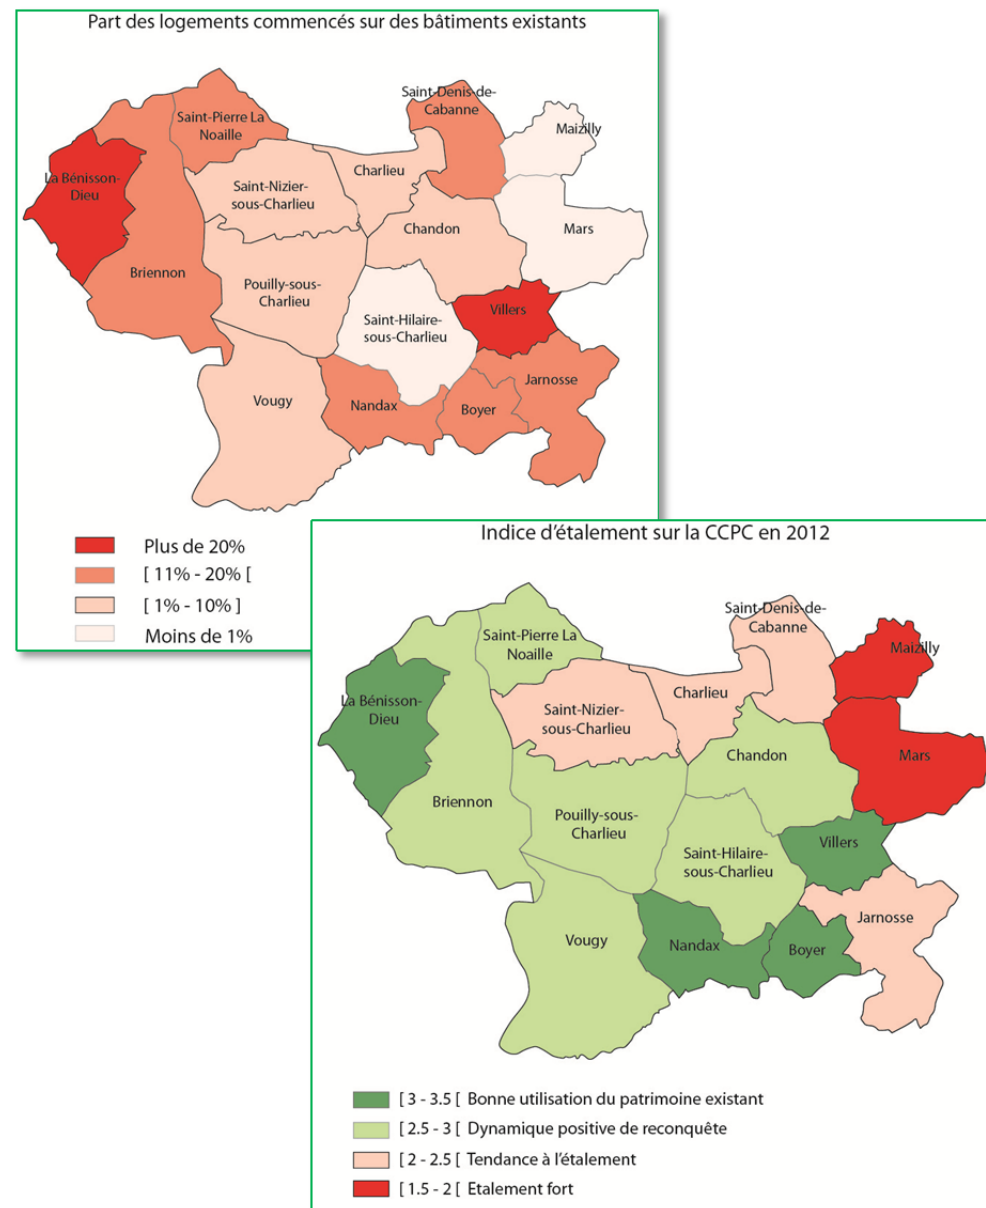 Part des logements commencés sur des bâtiments existants
Saint-Pierre La
Noaille
Saint-Denis-de-
Cabanne
Maizilly
La Bénisson-
Dieu
Saint-Nizier-
sous-Charlieu
Charlieu
Chandon
Mars
Briennon
Pouilly-sous-
Charlieu
Saint-Hilaire-
sous-Charlieu
Villers
Vougy
Nandax
Boyer
Jarnosse
Plus de 20%
[ 11% - 20% [
[ 1% - 10% ]
Moins de 1%
Indice d'étalement sur la CCPC en 2012
Saint-Pierre La
Noaille
Saint-Denis-de-
Cabanne
Maizilly
La Bénisson-
Dieu
Saint-Nizier-
sous-Charlieu
Charlieu
Chandon
Mars
Briennon
Pouilly-sous-
Charlieu
Saint-Hilaire-
sous-Charlieu
Villers
Vougy
Nandax
Boyer
Jarnosse
[ 3 - 3.5 [ Bonne utilisation du patrimoine existant
[ 2.5 - 3 [ Dynamique positive de reconquête
[ 2 - 2.5 [ Tendance à l'étalement
[ 1.5 - 2 [ Etalement fort